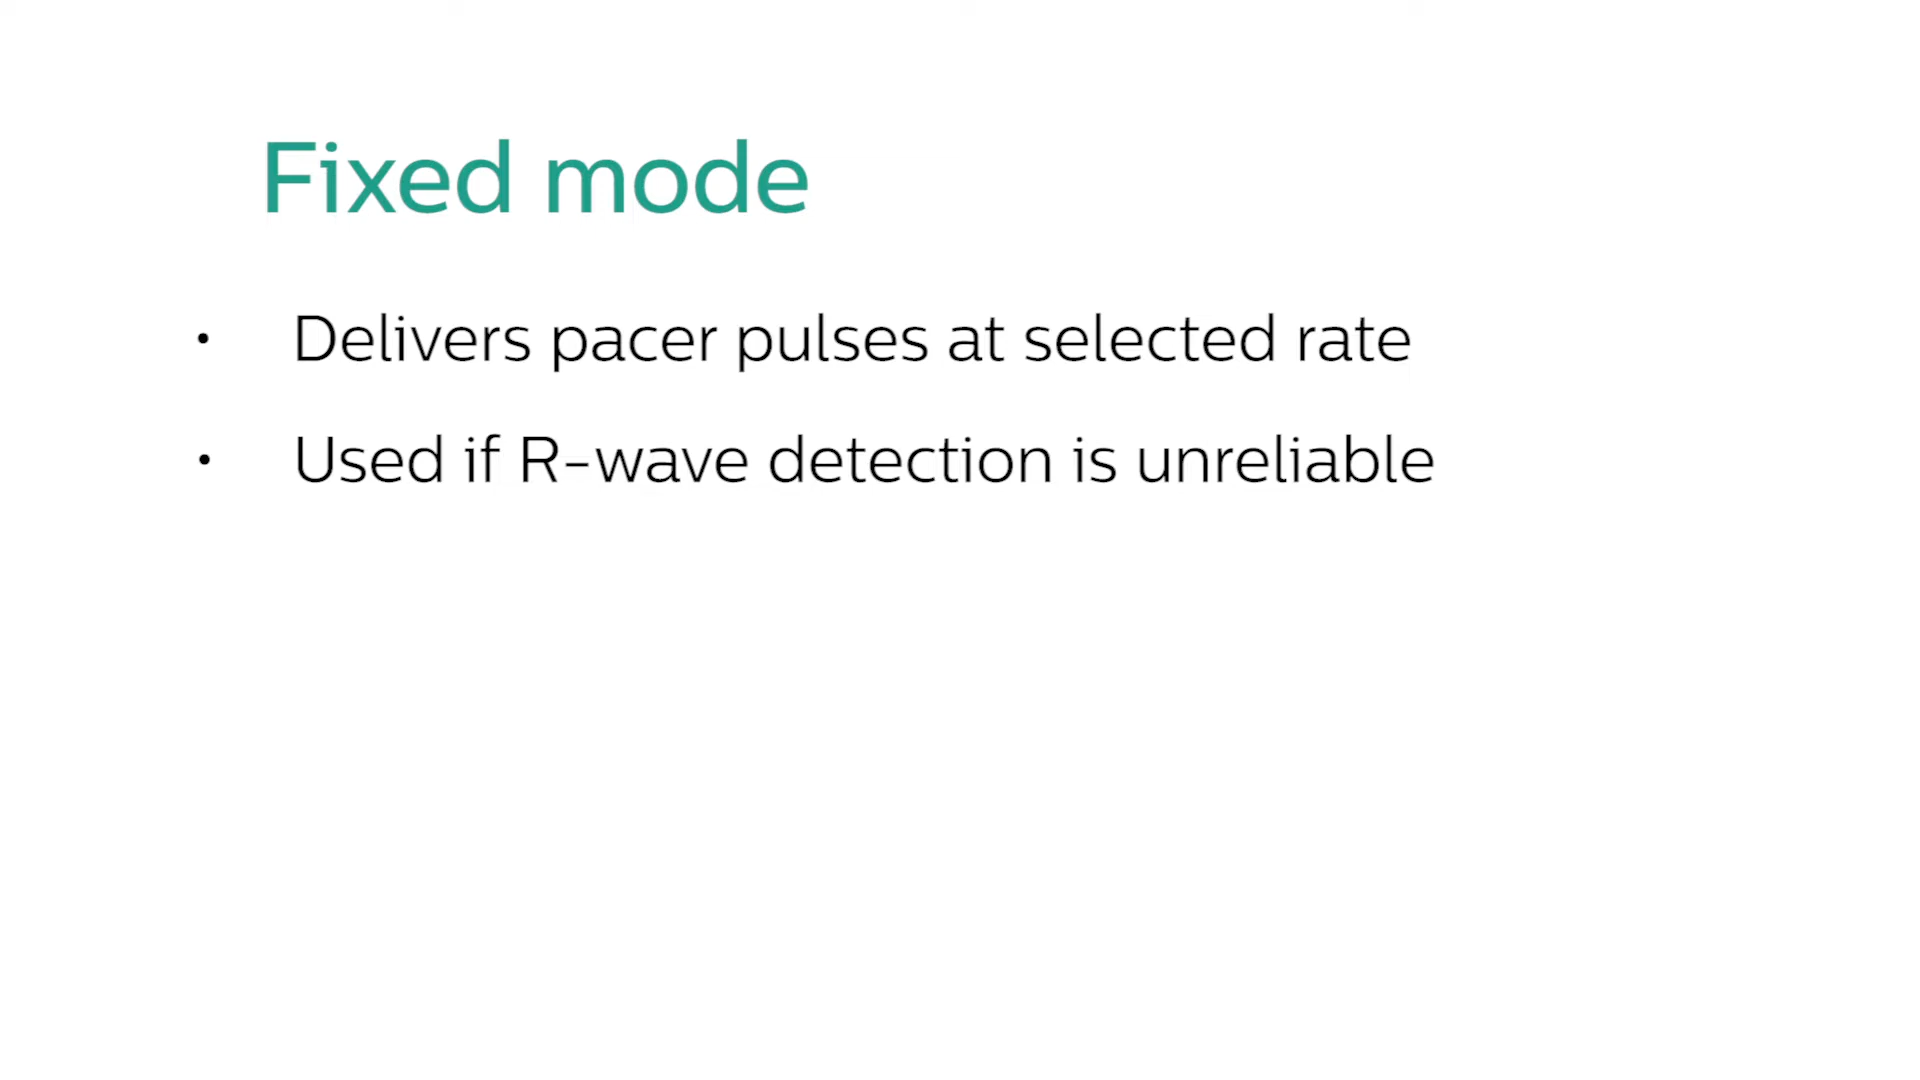 Fixed mode
• Delivers pacer pulses at selected rate
• Used if R-wave detection is unreliable